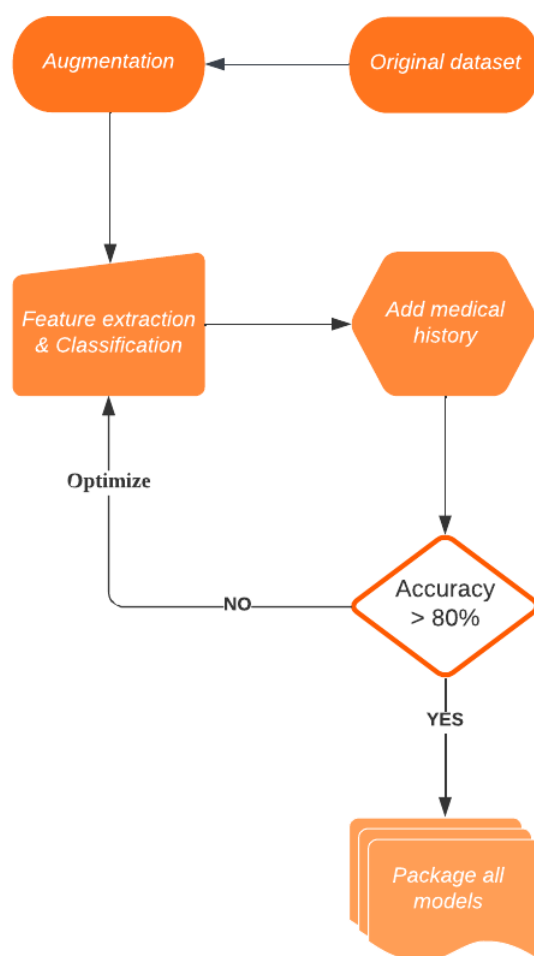 Augmentation
Original dataset
Feature extraction
& Classification
Add medical
history
Optimize
Accuracy
> 80%
NO
YES
Package all
models